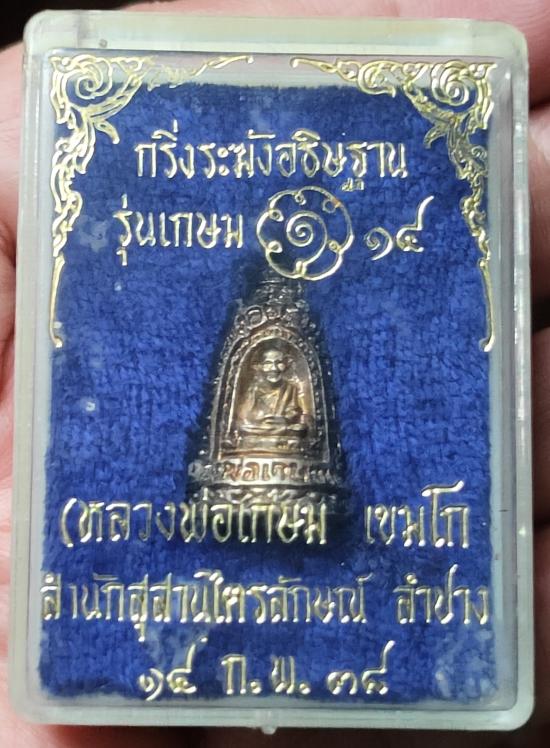 กริ่งระฆังอธิษฐาน
รุ่นเกษม ๑ ๑๔
(หลวงพ่อเกษม เขมโก
สำนักสุสานไตรลักษณ์ ลำปาง
๑๔ ก.พ. ๓๘